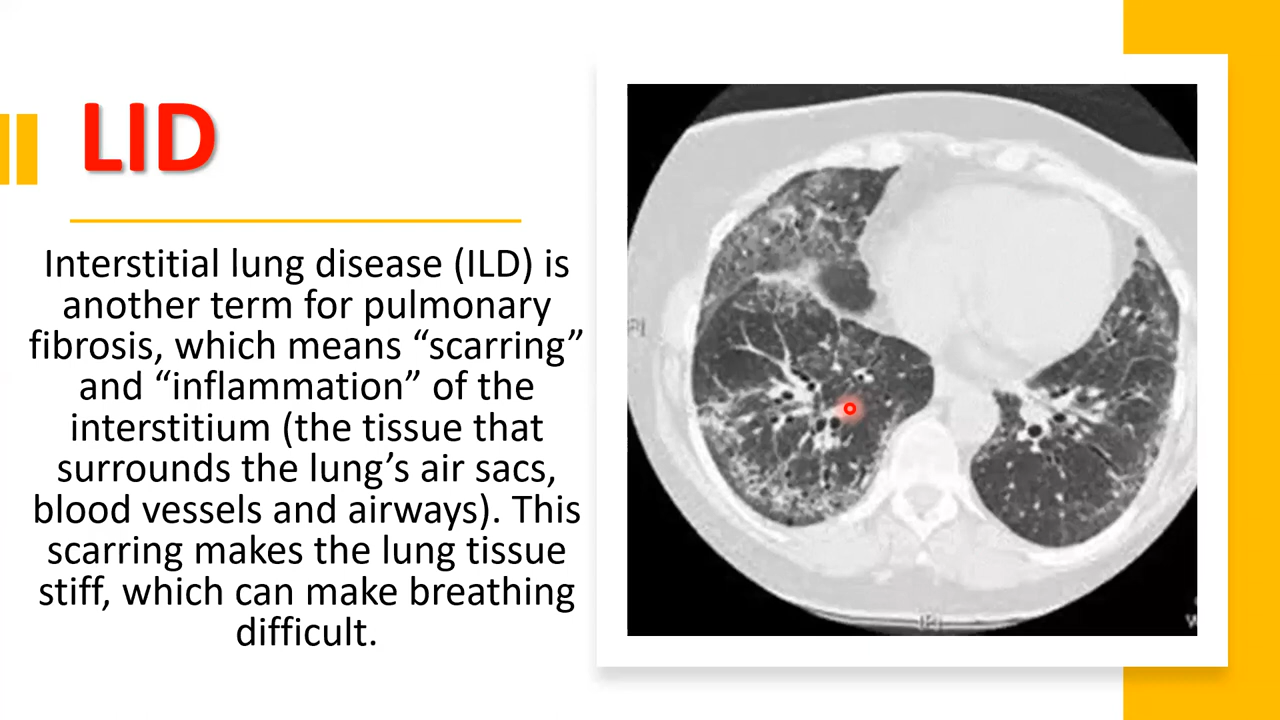 LID
Interstitial lung disease (ILD) is
another term for pulmonary
fibrosis, which means “scarring”
and “inflammation” of the
interstitium (the tissue that
surrounds the lung’s air sacs,
blood vessels and airways). This
scarring makes the lung tissue
stiff, which can make breathing
difficult.